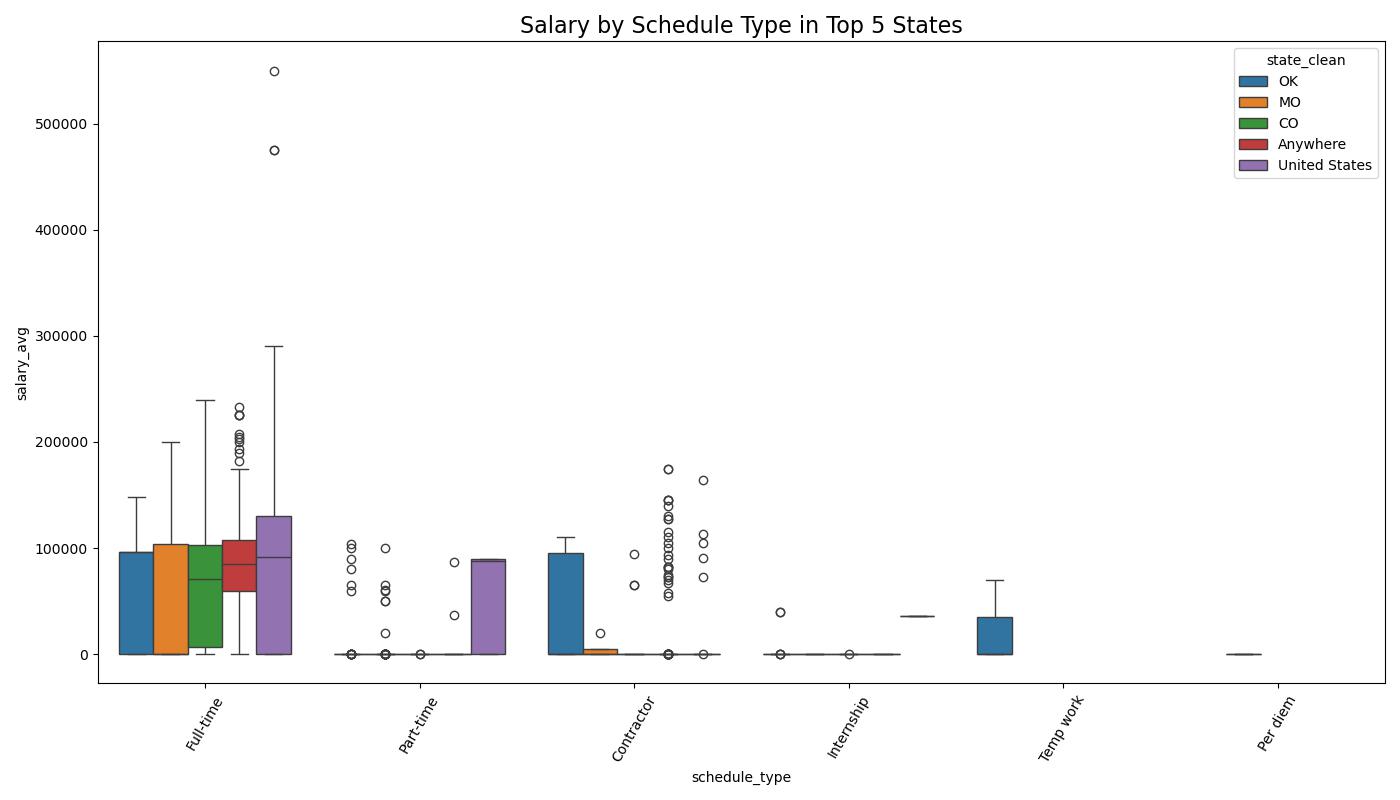 Salary by Schedule Type in Top 5 States
state_clean
OK
MO
CO
Anywhere
United States
salary_avg
500000
400000
300000
200000
100000
0
Full-time
Part-time
Contractor
Internship
Temp work
Per diem
schedule_type